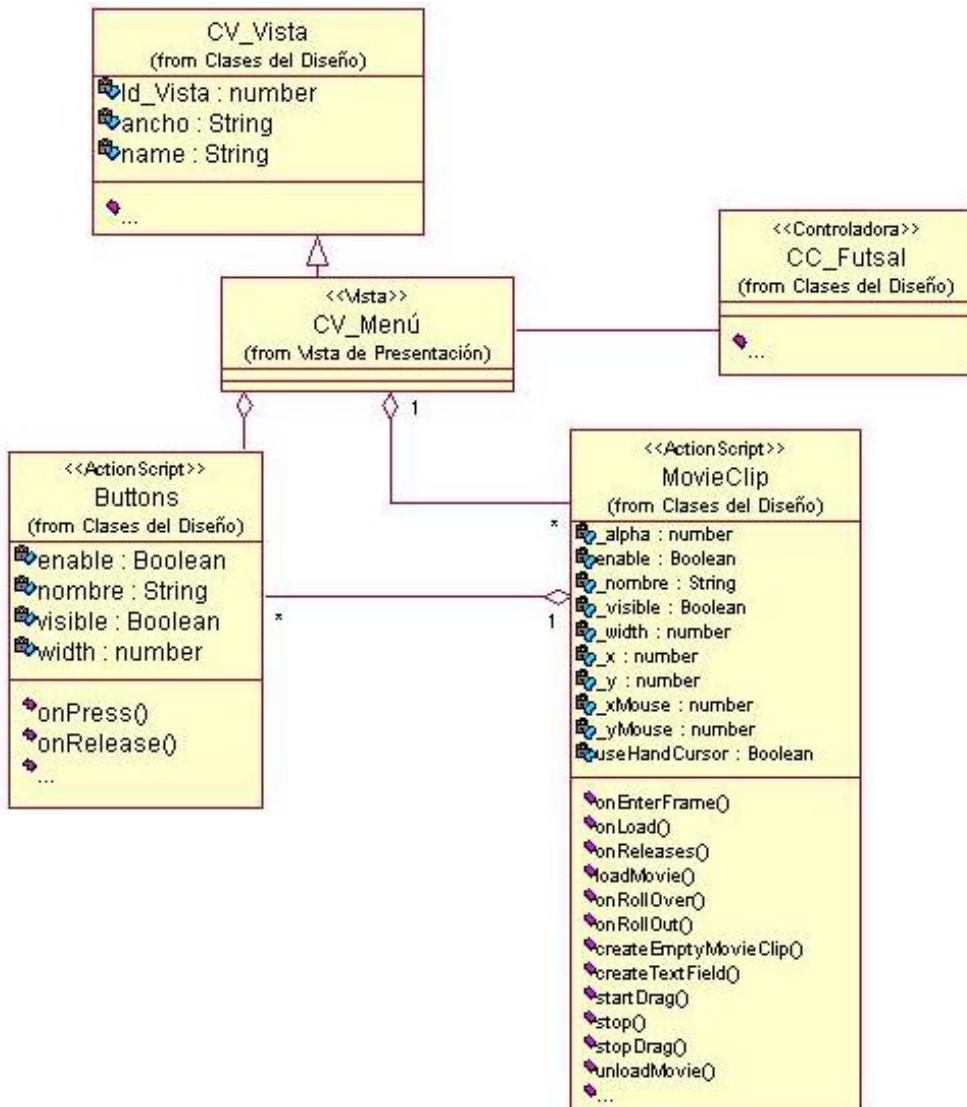 CV_Vista
(from Clases del Diseño)
Id_Vista : number
ancho : String
name : String
...
<<Controladora>>
CC_Futsal
(from Clases del Diseño)
...
<<Vista>>
CV_Menú
(from Vista de Presentación)
1
*
<<ActionScript>>
Buttons
(from Clases del Diseño)
enable : Boolean
nombre : String
visible : Boolean
width : number
onPress()
onRelease()
...
*
1
<<ActionScript>>
MovieClip
(from Clases del Diseño)
_alpha : number
enable : Boolean
_nombre : String
_visible : Boolean
_width : number
_x : number
_y : number
_xMouse : number
_yMouse : number
useHandCursor : Boolean
onEnterFrame()
onLoad()
onReleases()
loadMovie()
onRollOver()
onRollOut()
createEmptyMovieClip()
createTextField()
startDrag()
stop()
stopDrag()
unloadMovie()
...